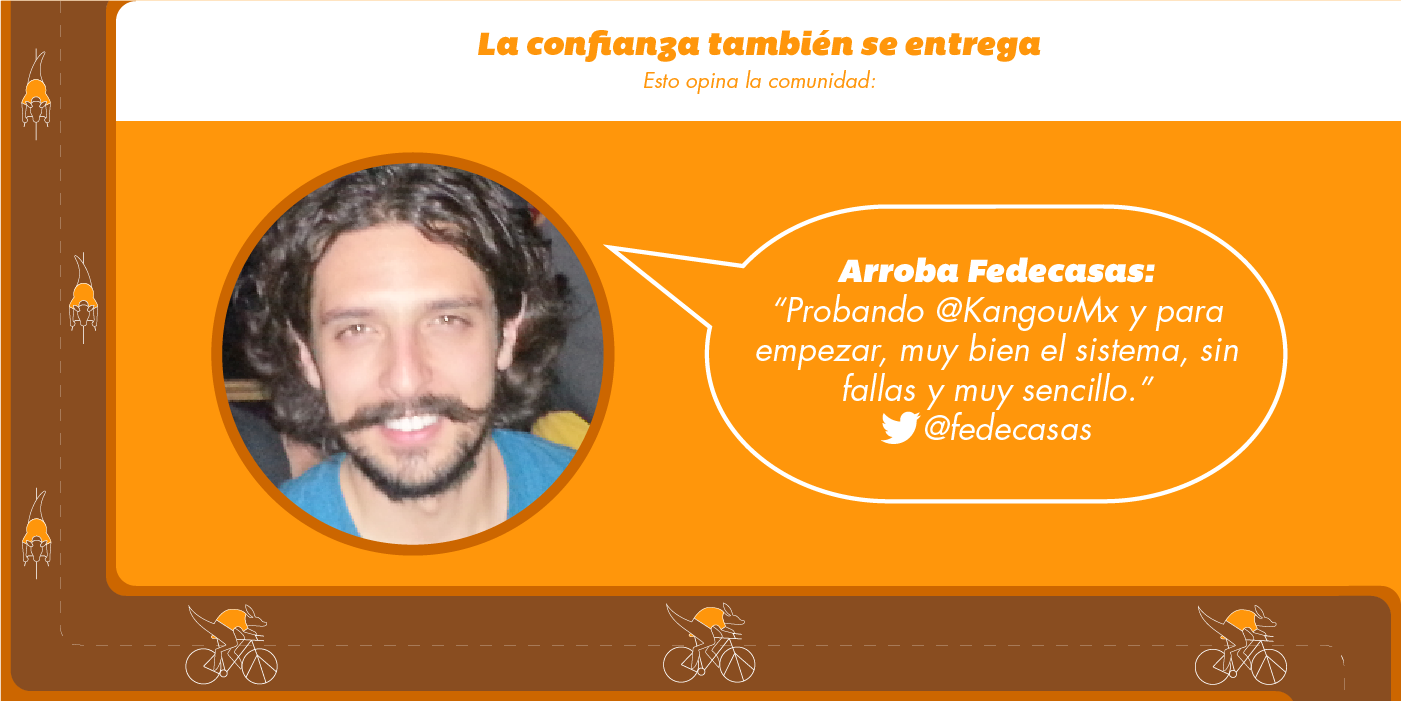 La confianza también se entrega
Esto opina la comunidad:
Arroba Fedecasas:
“Probando @KangouMx y para
empezar, muy bien el sistema, sin
fallas y muy sencillo.”
@fedecasas